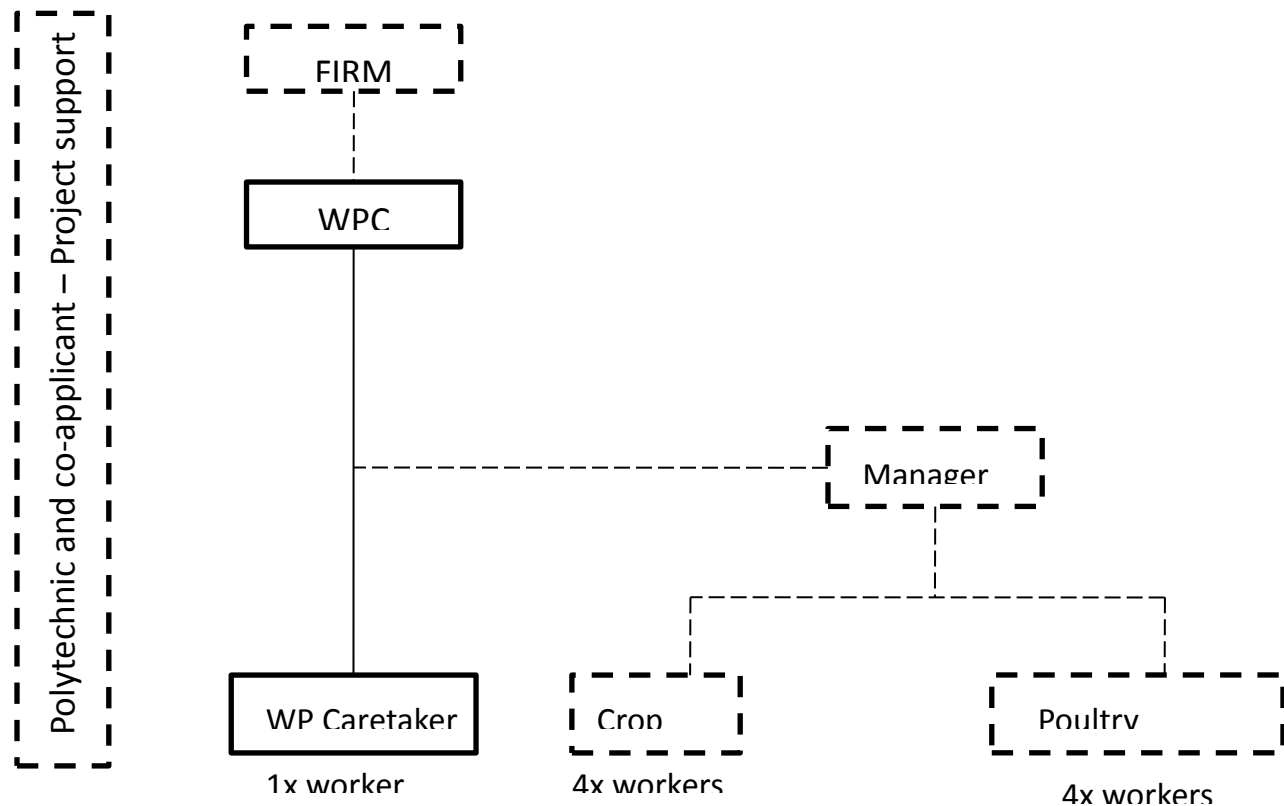 Polytechnic and co-applicant – Project support
FIRM
WPC
Manager
WP Caretaker
Crop
Poultry
1x worker
4x workers
4x workers